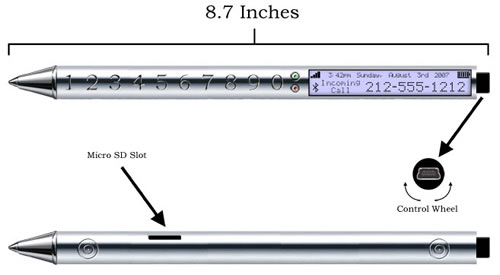 8.7 Inches
1 2 3 4 5 6 7 8 9 0
3:42pm Sunday, August 3rd 2007
Incoming
Call
212-555-1212
Micro SD Slot
Control Wheel